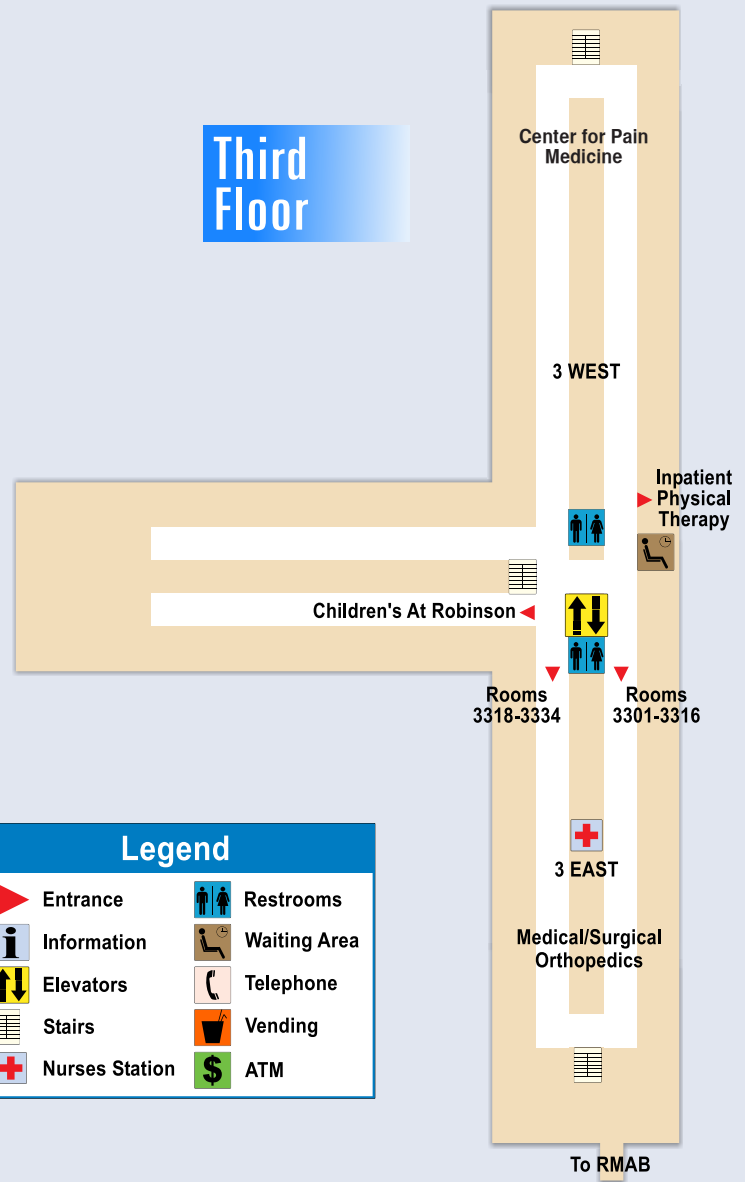 Third
Floor
Center for Pain
Medicine
3 WEST
Inpatient
Physical
Therapy
Children's At Robinson
Rooms
3318-3334
Rooms
3301-3316
3 EAST
Medical/Surgical
Orthopedics
To RMAB
Legend
Entrance
Restrooms
Information
Waiting Area
Elevators
Telephone
Stairs
Vending
Nurses Station
$ ATM